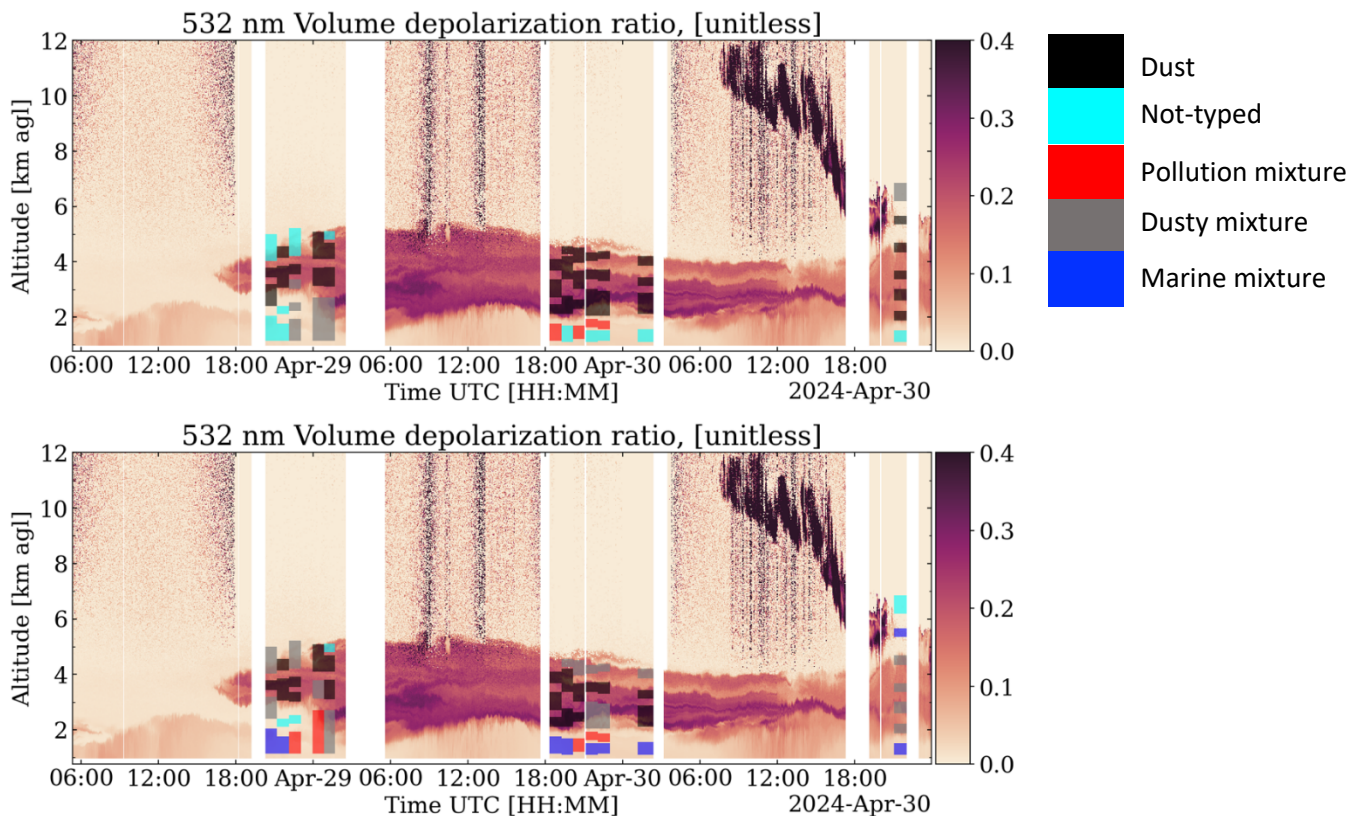 532 nm Volume depolarization ratio, [unitless]
12
10
8
6
4
2
Altitude [km agl]
0.4
0.3
0.2
0.1
0.0
06:00 12:00 18:00 Apr-29 06:00 12:00 18:00 Apr-30 06:00 12:00 18:00
Time UTC [HH:MM]
2024-Apr-30
Dust
Not-typed
Pollution mixture
Dusty mixture
Marine mixture
532 nm Volume depolarization ratio, [unitless]
12
10
8
6
4
2
Altitude [km agl]
0.4
0.3
0.2
0.1
0.0
06:00 12:00 18:00 Apr-29 06:00 12:00 18:00 Apr-30 06:00 12:00 18:00
Time UTC [HH:MM]
2024-Apr-30